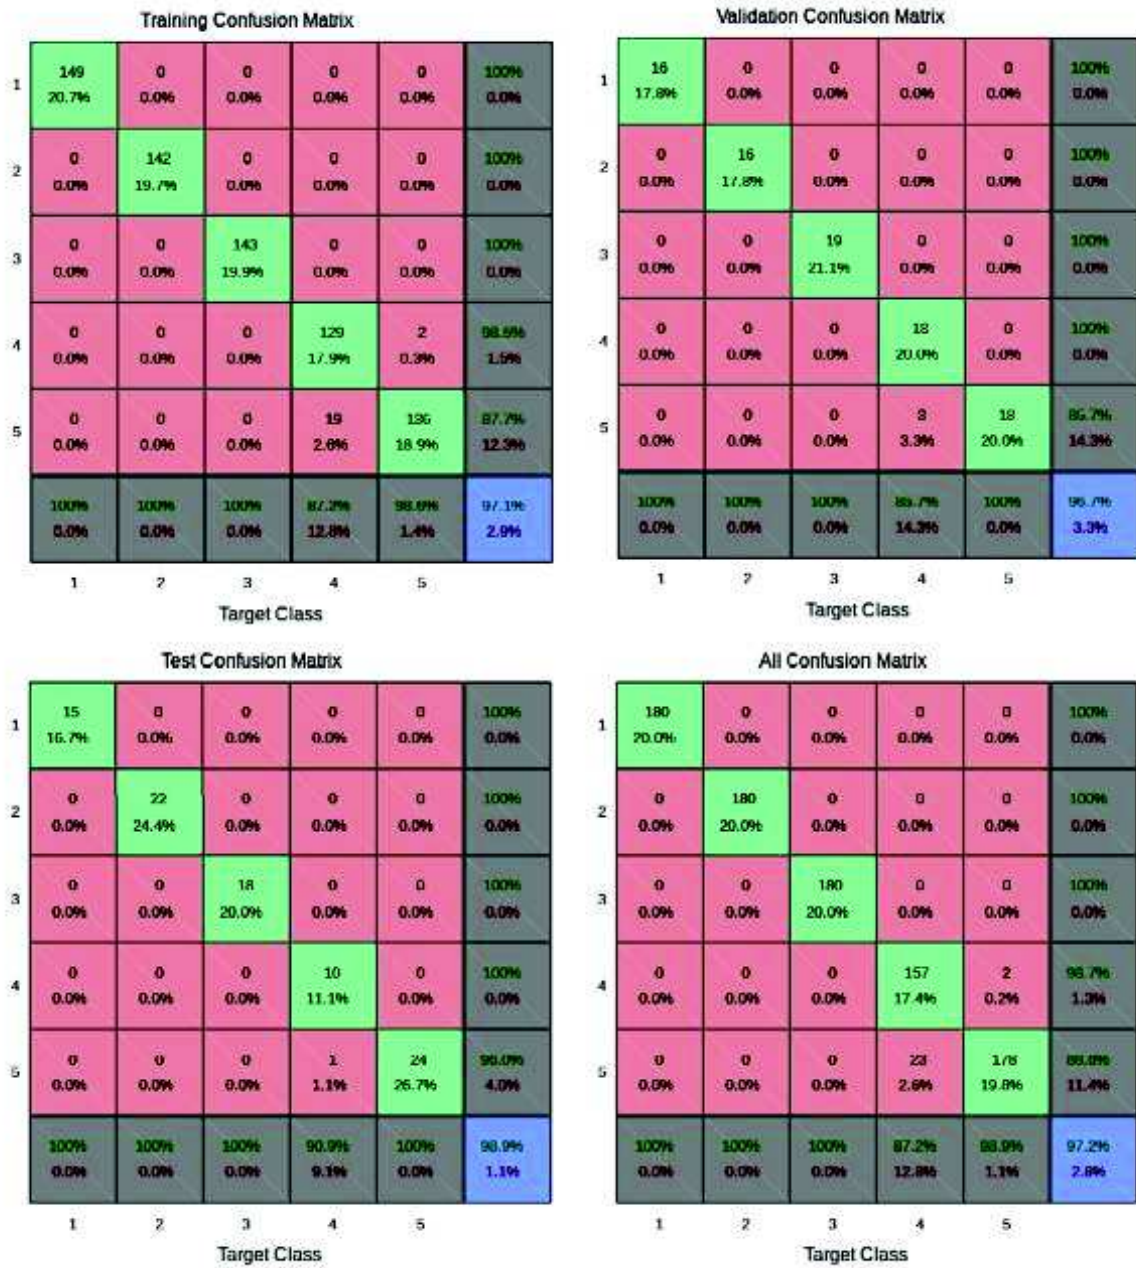 Training Confusion Matrix
1 149 0 0 0 0 100%
20.7% 0.0% 0.0% 0.0% 0.0% 0.0%
2 0 142 0 0 0 100%
0.0% 19.7% 0.0% 0.0% 0.0% 0.0%
3 0 0 143 0 0 100%
0.0% 0.0% 19.9% 0.0% 0.0% 0.0%
4 0 0 0 129 2 98.5%
0.0% 0.0% 0.0% 17.9% 0.3% 1.5%
5 0 0 0 19 136 87.7%
0.0% 0.0% 0.0% 2.6% 18.9% 12.3%
100% 100% 100% 87.2% 98.6% 97.1%
0.0% 0.0% 0.0% 12.8% 1.4% 2.9%
1 2 3 4 5
Target Class
Validation Confusion Matrix
1 16 0 0 0 0 100%
17.8% 0.0% 0.0% 0.0% 0.0% 0.0%
2 0 16 0 0 0 100%
0.0% 17.8% 0.0% 0.0% 0.0% 0.0%
3 0 0 19 0 0 100%
0.0% 0.0% 21.1% 0.0% 0.0% 0.0%
4 0 0 0 18 0 100%
0.0% 0.0% 0.0% 20.0% 0.0% 0.0%
5 0 0 0 3 18 85.7%
0.0% 0.0% 0.0% 3.3% 20.0% 14.3%
100% 100% 100% 85.7% 100% 96.7%
0.0% 0.0% 0.0% 14.3% 0.0% 3.3%
1 2 3 4 5
Target Class
Test Confusion Matrix
1 15 0 0 0 0 100%
16.7% 0.0% 0.0% 0.0% 0.0% 0.0%
2 0 22 0 0 0 100%
0.0% 24.4% 0.0% 0.0% 0.0% 0.0%
3 0 0 18 0 0 100%
0.0% 0.0% 20.0% 0.0% 0.0% 0.0%
4 0 0 0 10 0 100%
0.0% 0.0% 0.0% 11.1% 0.0% 0.0%
5 0 0 0 1 24 96.0%
0.0% 0.0% 0.0% 1.1% 26.7% 4.0%
100% 100% 100% 90.9% 100% 98.9%
0.0% 0.0% 0.0% 9.1% 0.0% 1.1%
1 2 3 4 5
Target Class
All Confusion Matrix
1 180 0 0 0 0 100%
20.0% 0.0% 0.0% 0.0% 0.0% 0.0%
2 0 180 0 0 0 100%
0.0% 20.0% 0.0% 0.0% 0.0% 0.0%
3 0 0 180 0 0 100%
0.0% 0.0% 20.0% 0.0% 0.0% 0.0%
4 0 0 0 157 2 98.7%
0.0% 0.0% 0.0% 17.4% 0.2% 1.3%
5 0 0 0 23 178 88.6%
0.0% 0.0% 0.0% 2.6% 19.8% 11.4%
100% 100% 100% 87.2% 98.9% 97.2%
0.0% 0.0% 0.0% 12.8% 1.1% 2.8%
1 2 3 4 5
Target Class